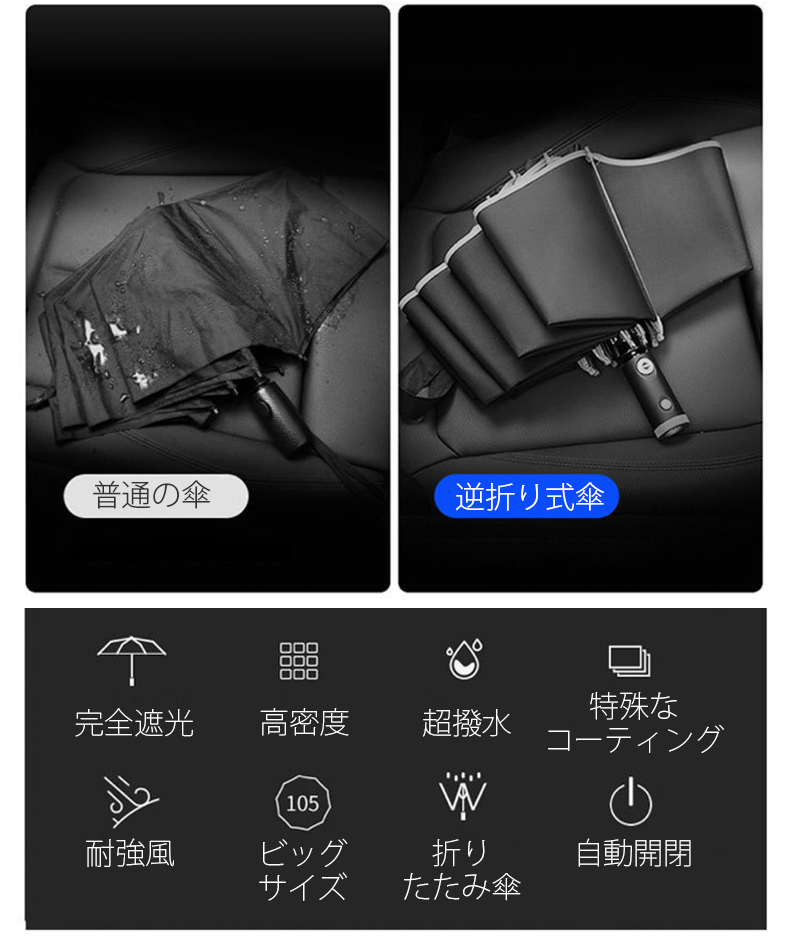 普通の傘
逆折り式傘
完全遮光
高密度
超撥水
特殊な
コーティング
耐強風
105
ビッグ
サイズ
折り
たたみ傘
自動開閉